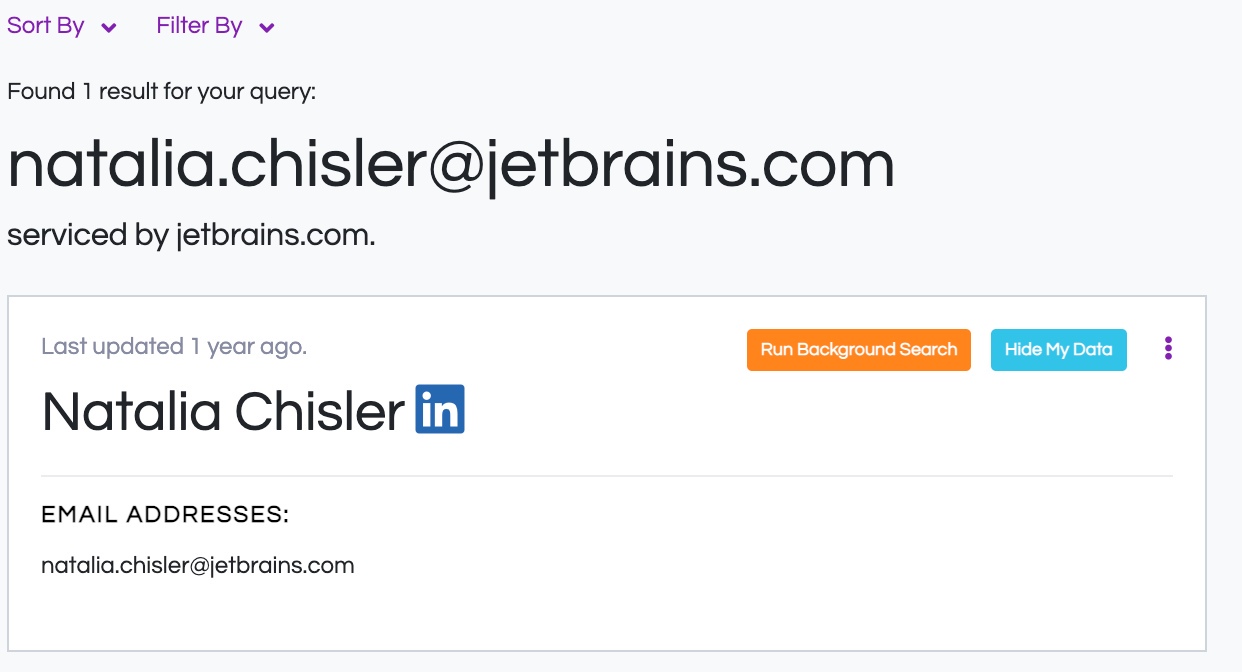 Sort By Filter By
Found 1 result for your query:
natalia.chisler@jetbrains.com
serviced by jetbrains.com.
Last updated 1 year ago. Run Background Search Hide My Data
Natalia Chisler in
EMAIL ADDRESSES:
natalia.chisler@jetbrains.com